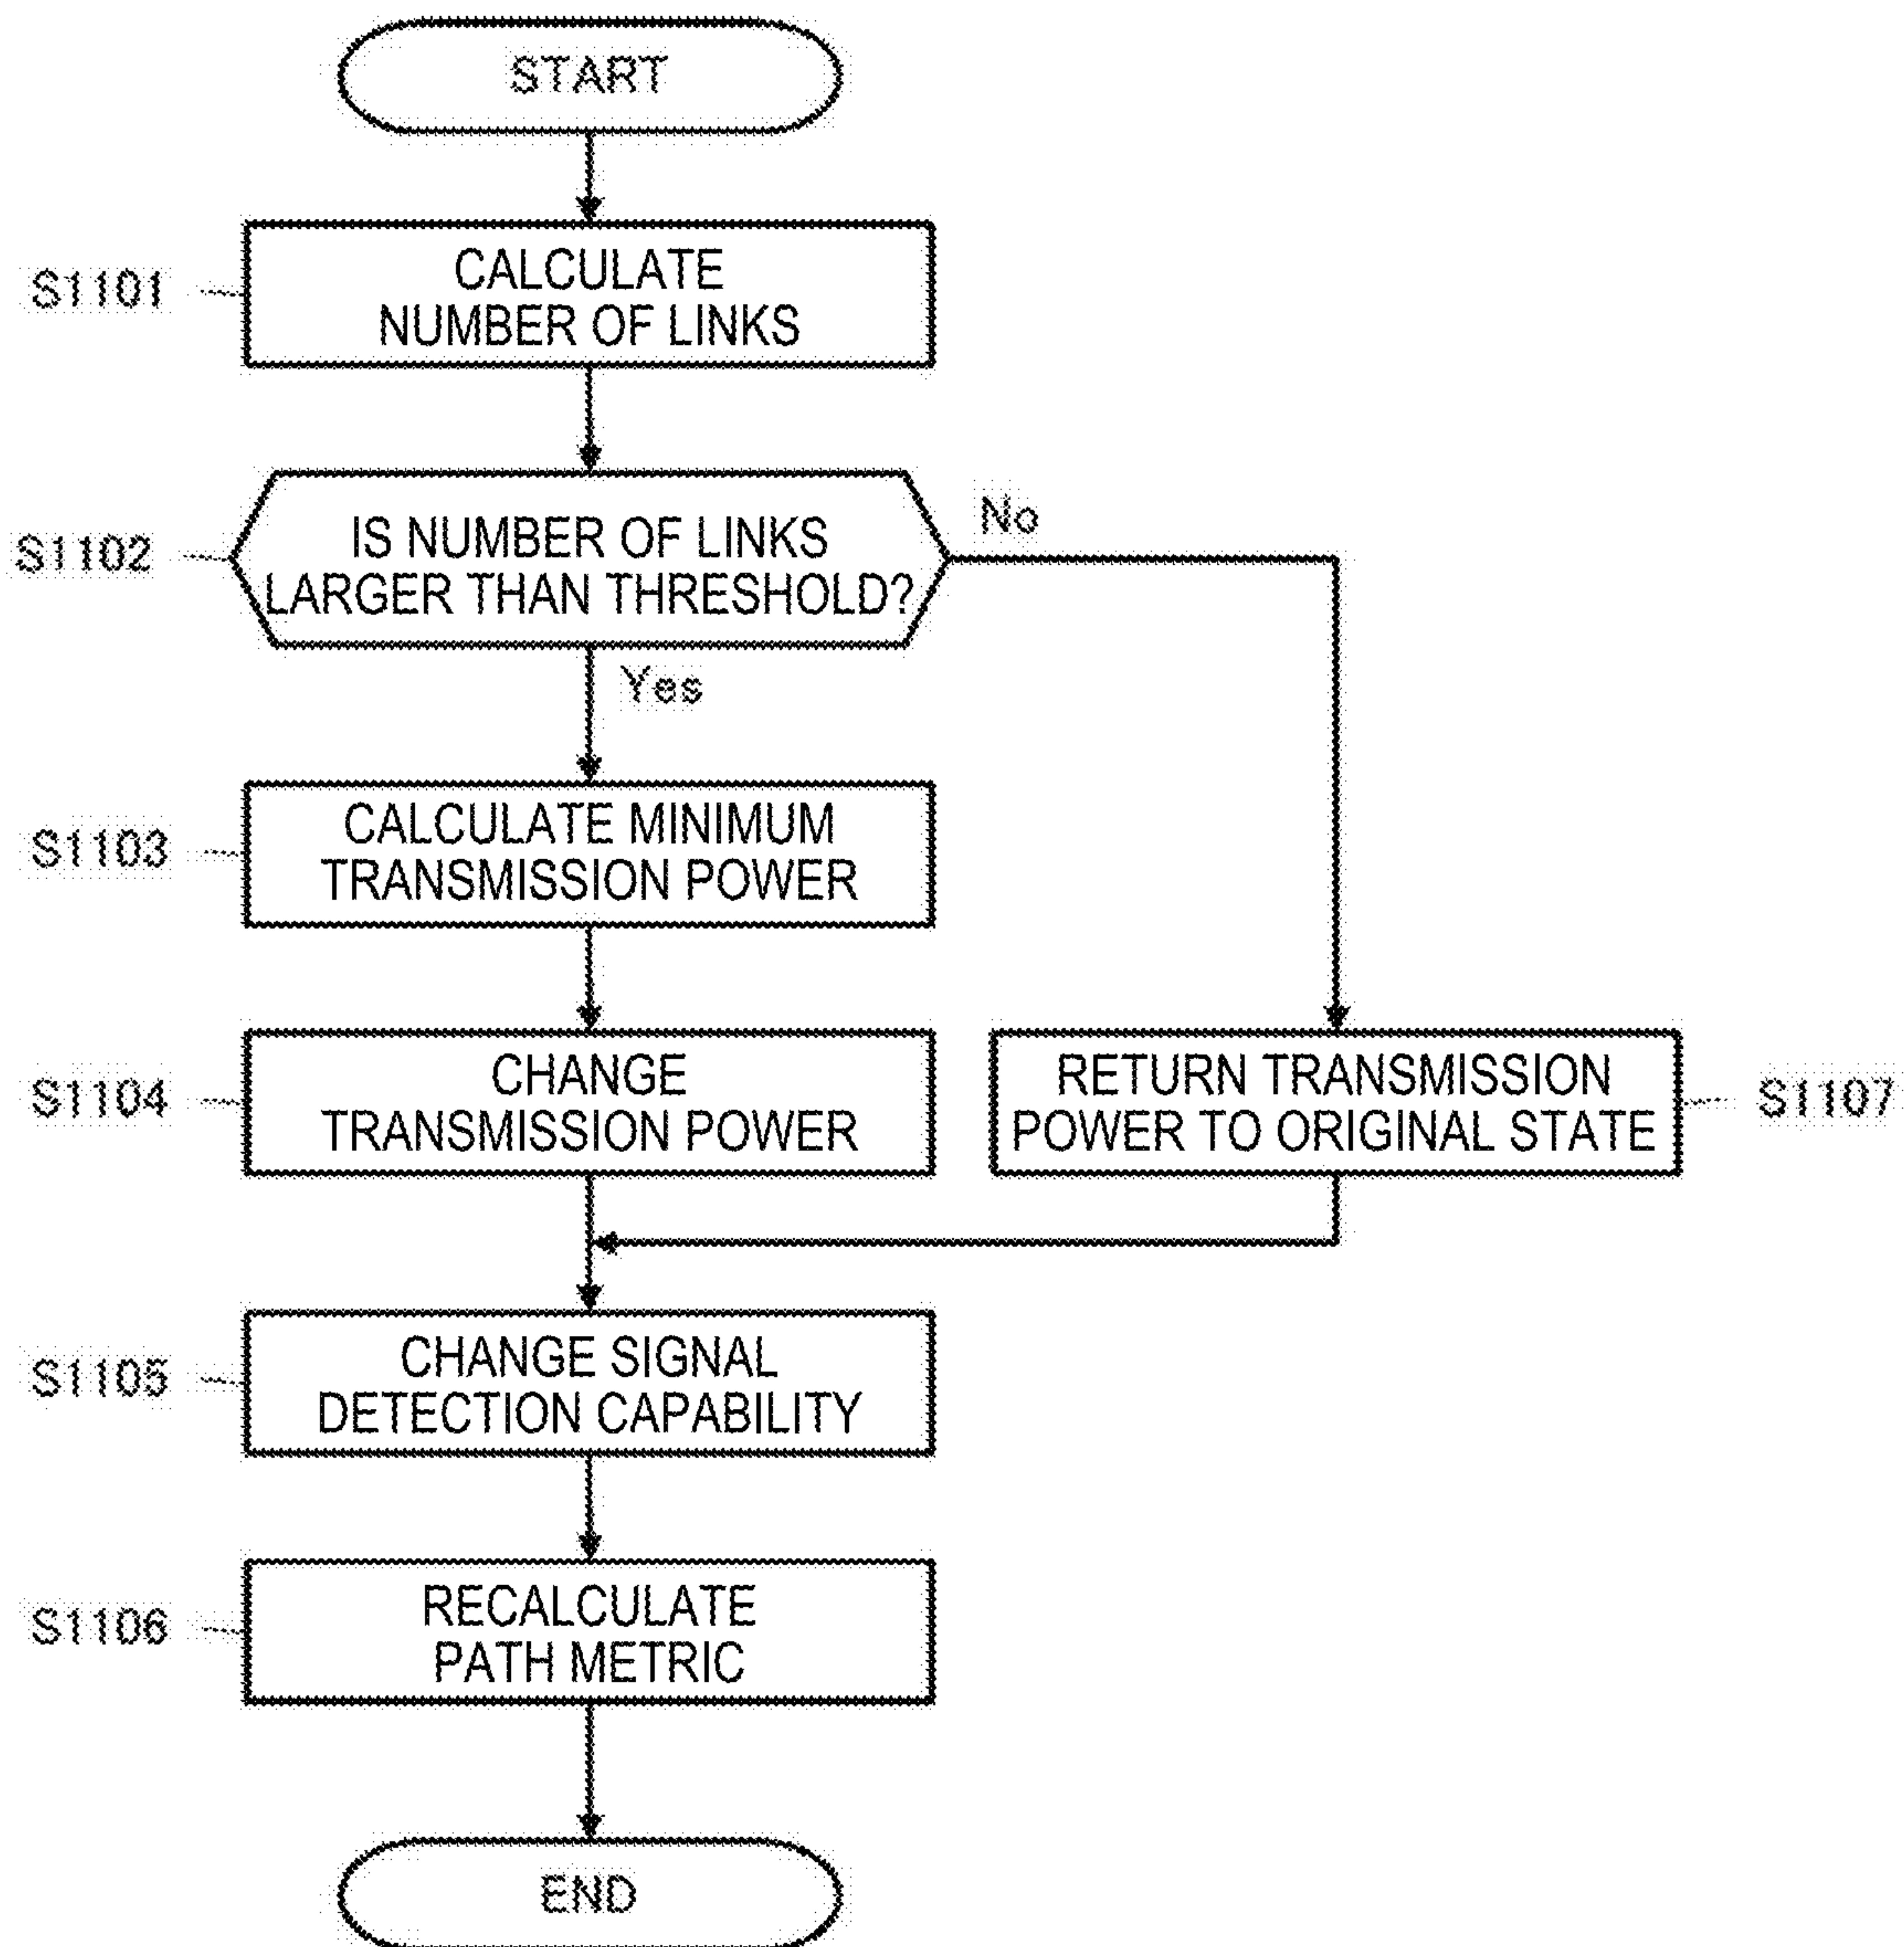 START
S1101
CALCULATE
NUMBER OF LINKS
S1102
IS NUMBER OF LINKS
LARGER THAN THRESHOLD?
No
Yes
S1103
CALCULATE MINIMUM
TRANSMISSION POWER
S1104
CHANGE
TRANSMISSION POWER
RETURN TRANSMISSION
POWER TO ORIGINAL STATE
S1107
S1105
CHANGE SIGNAL
DETECTION CAPABILITY
S1106
RECALCULATE
PATH METRIC
END